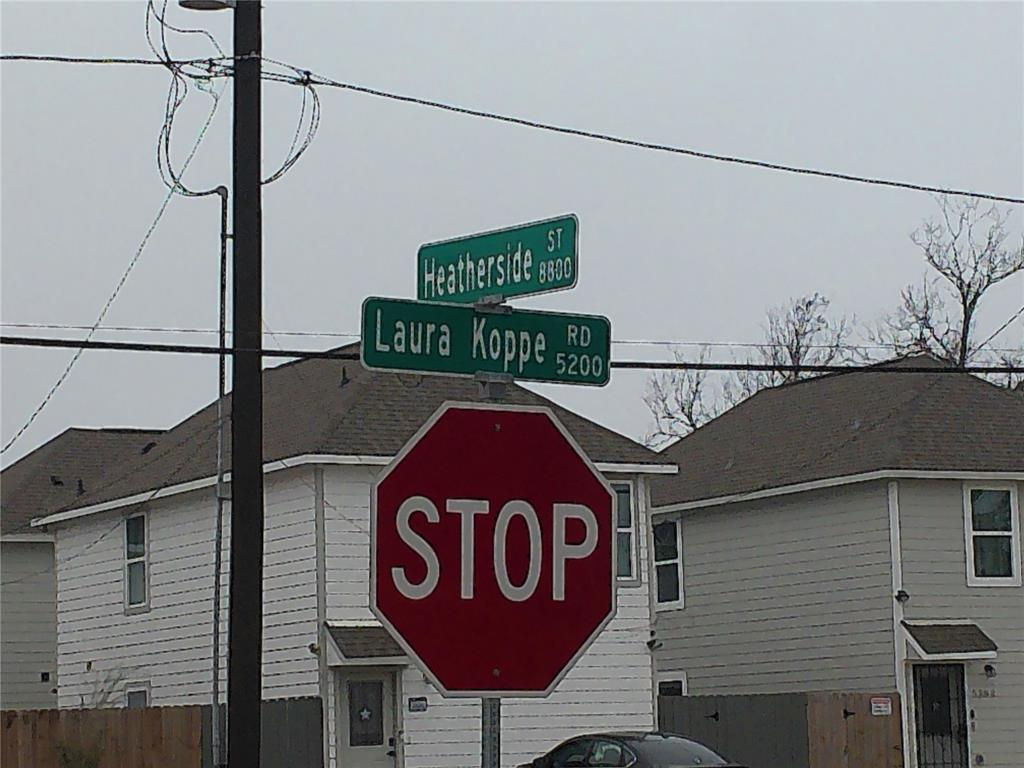 Heatherside ST 8800
Laura Koppe RD 5200
STOP